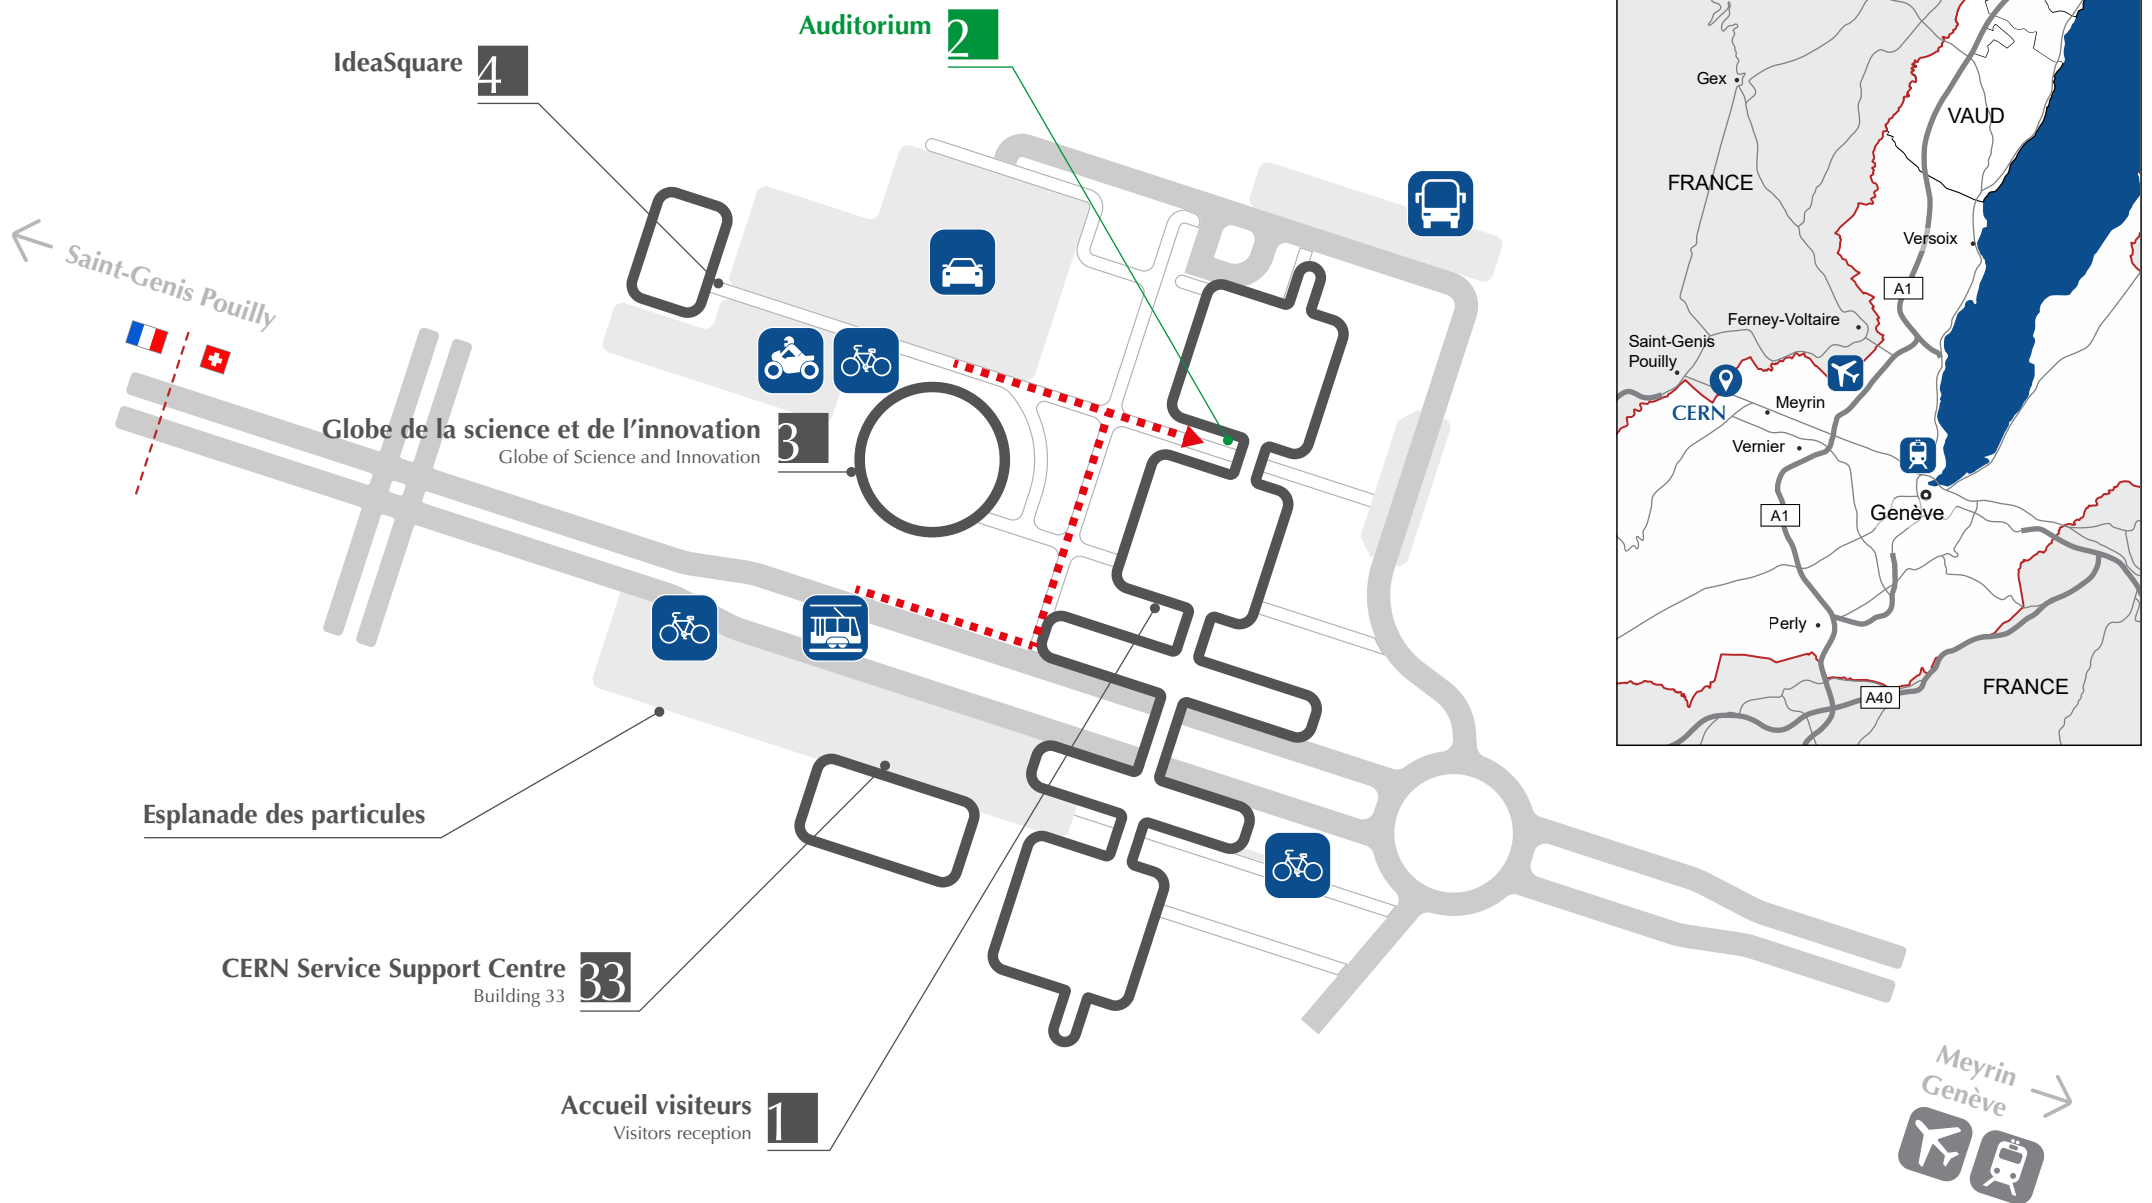 Auditorium 2
IdeaSquare 4
Saint-Genis Pouilly
Globe de la science et de l'innovation 3
Globe of Science and Innovation
Esplanade des particules
CERN Service Support Centre 33
Building 33
Accueil visiteurs 1
Visitors reception
Meyrin
Genève
Gex
VAUD
FRANCE
Versoix
A1
Ferney-Voltaire
Saint-Genis
Pouilly
CERN
Meyrin
Vernier
A1
Genève
Perly
A40
FRANCE